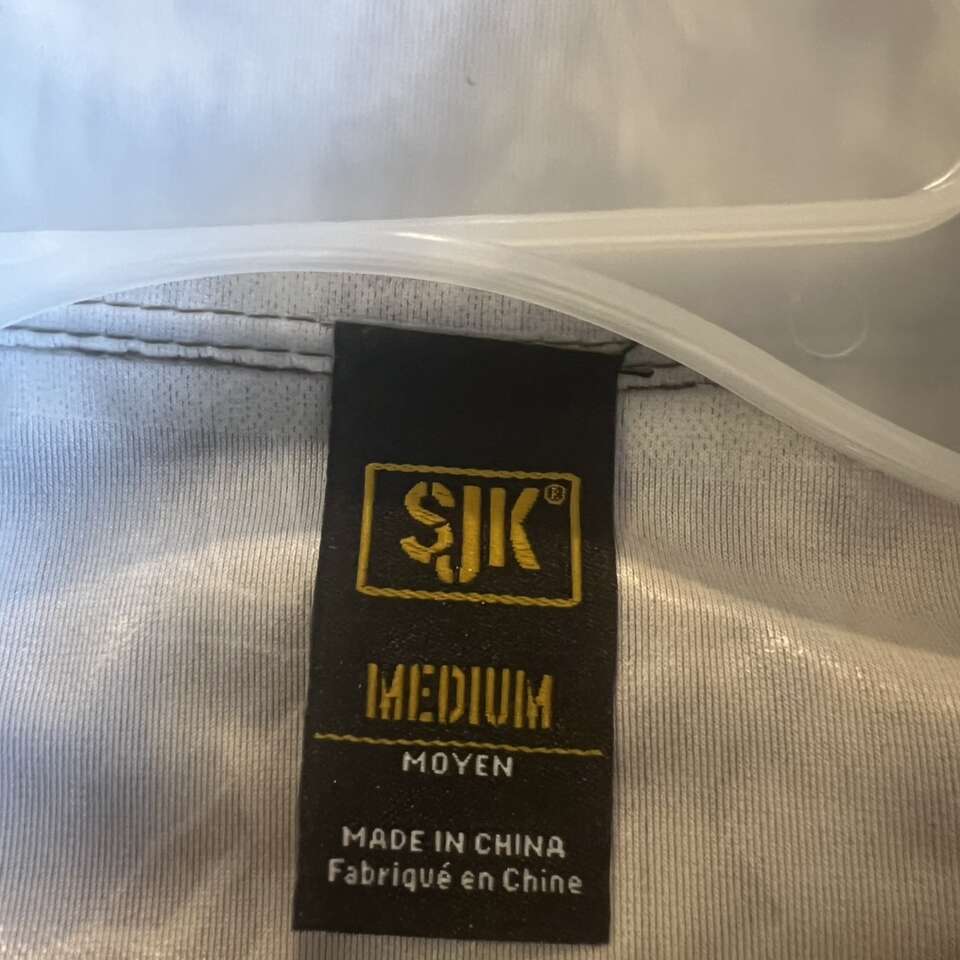 SJK®
MEDIUM
MOYEN
MADE IN CHINA
Fabriqué en Chine